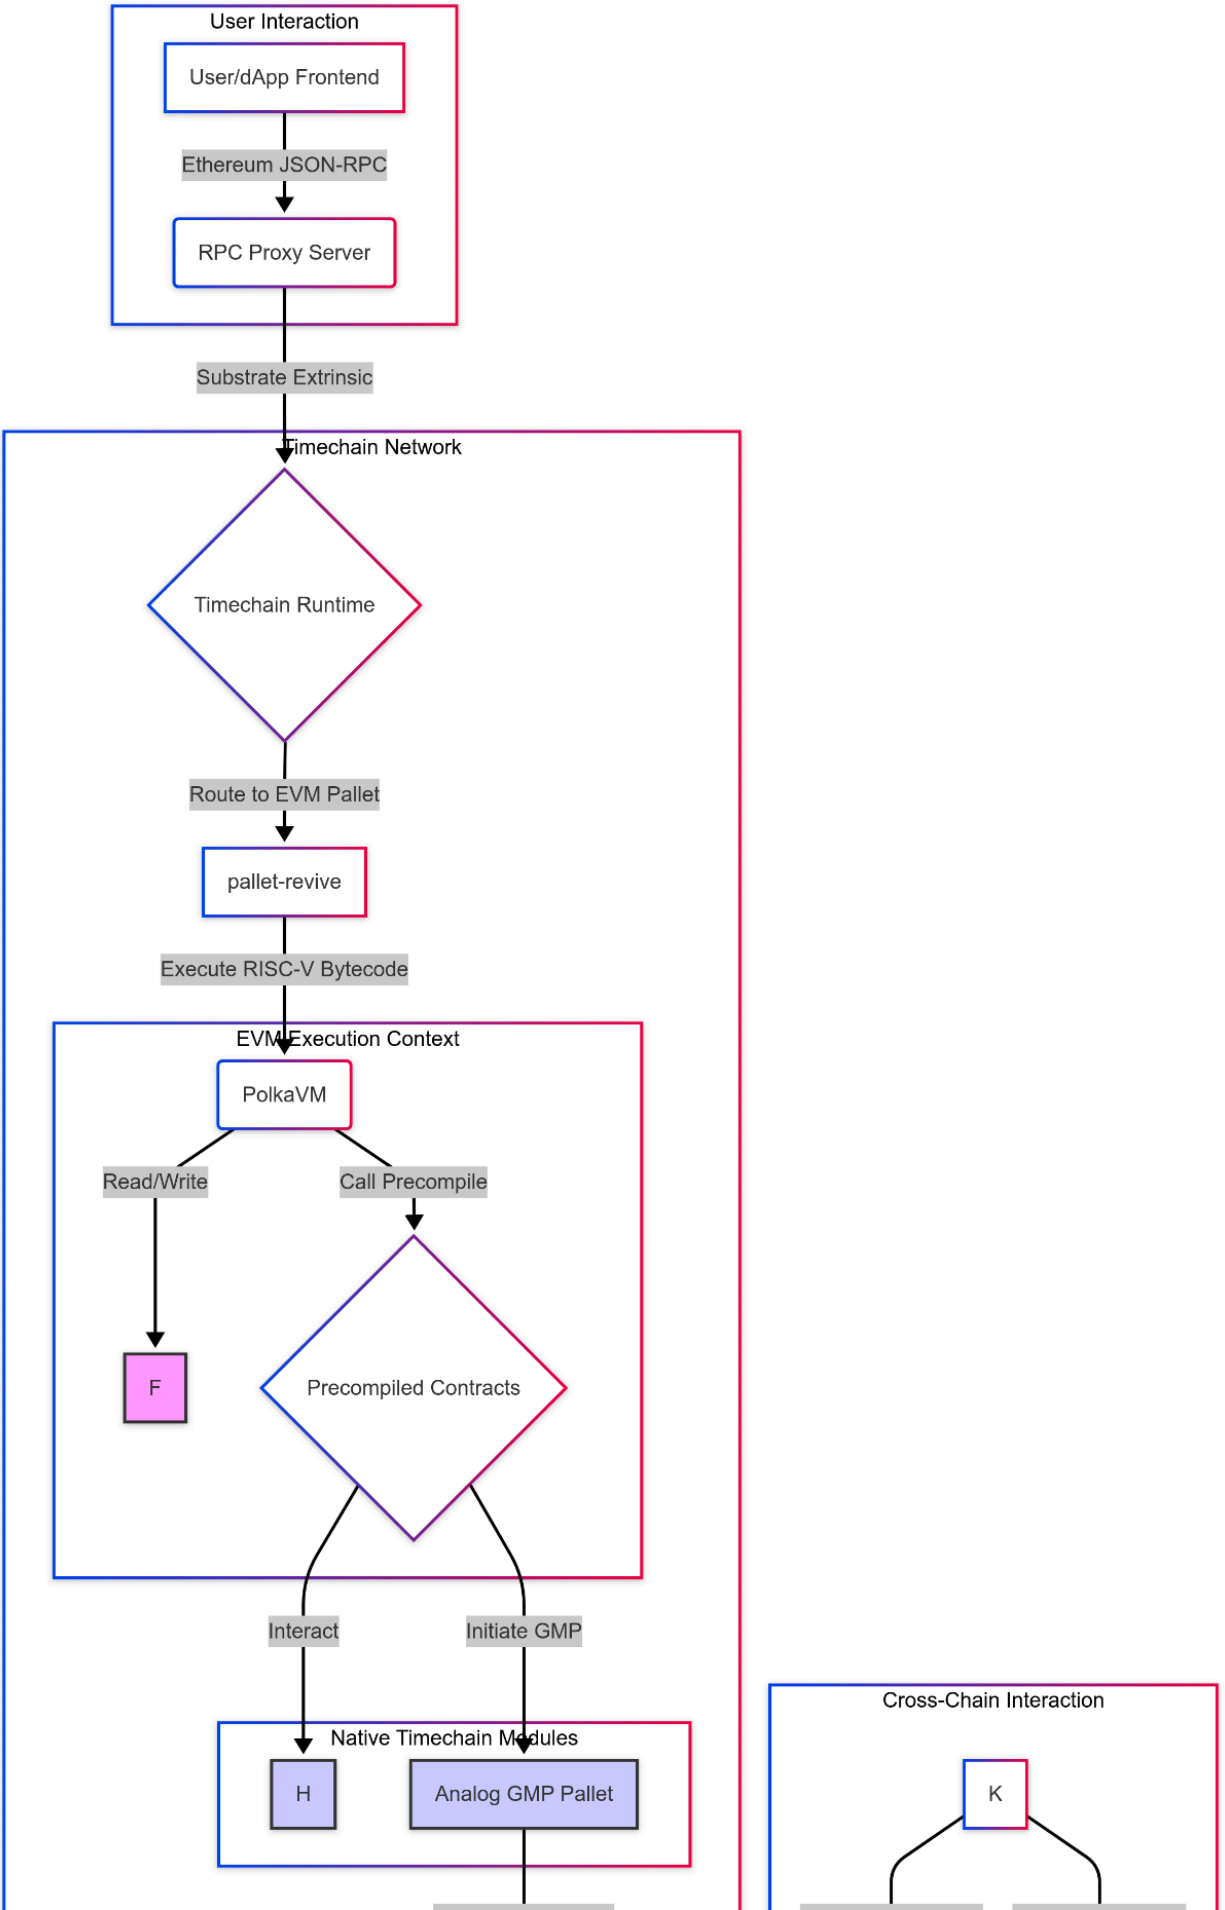 User Interaction
User/dApp Frontend
Ethereum JSON-RPC
RPC Proxy Server
Substrate Extrinsic
Timechain Network
Timechain Runtime
Route to EVM Pallet
pallet-revive
Execute RISC-V Bytecode
EVM Execution Context
PolkaVM
Read/Write
Call Precompile
F
Precompiled Contracts
Interact
Initiate GMP
Cross-Chain Interaction
Native Timechain Modules
H
Analog GMP Pallet
K